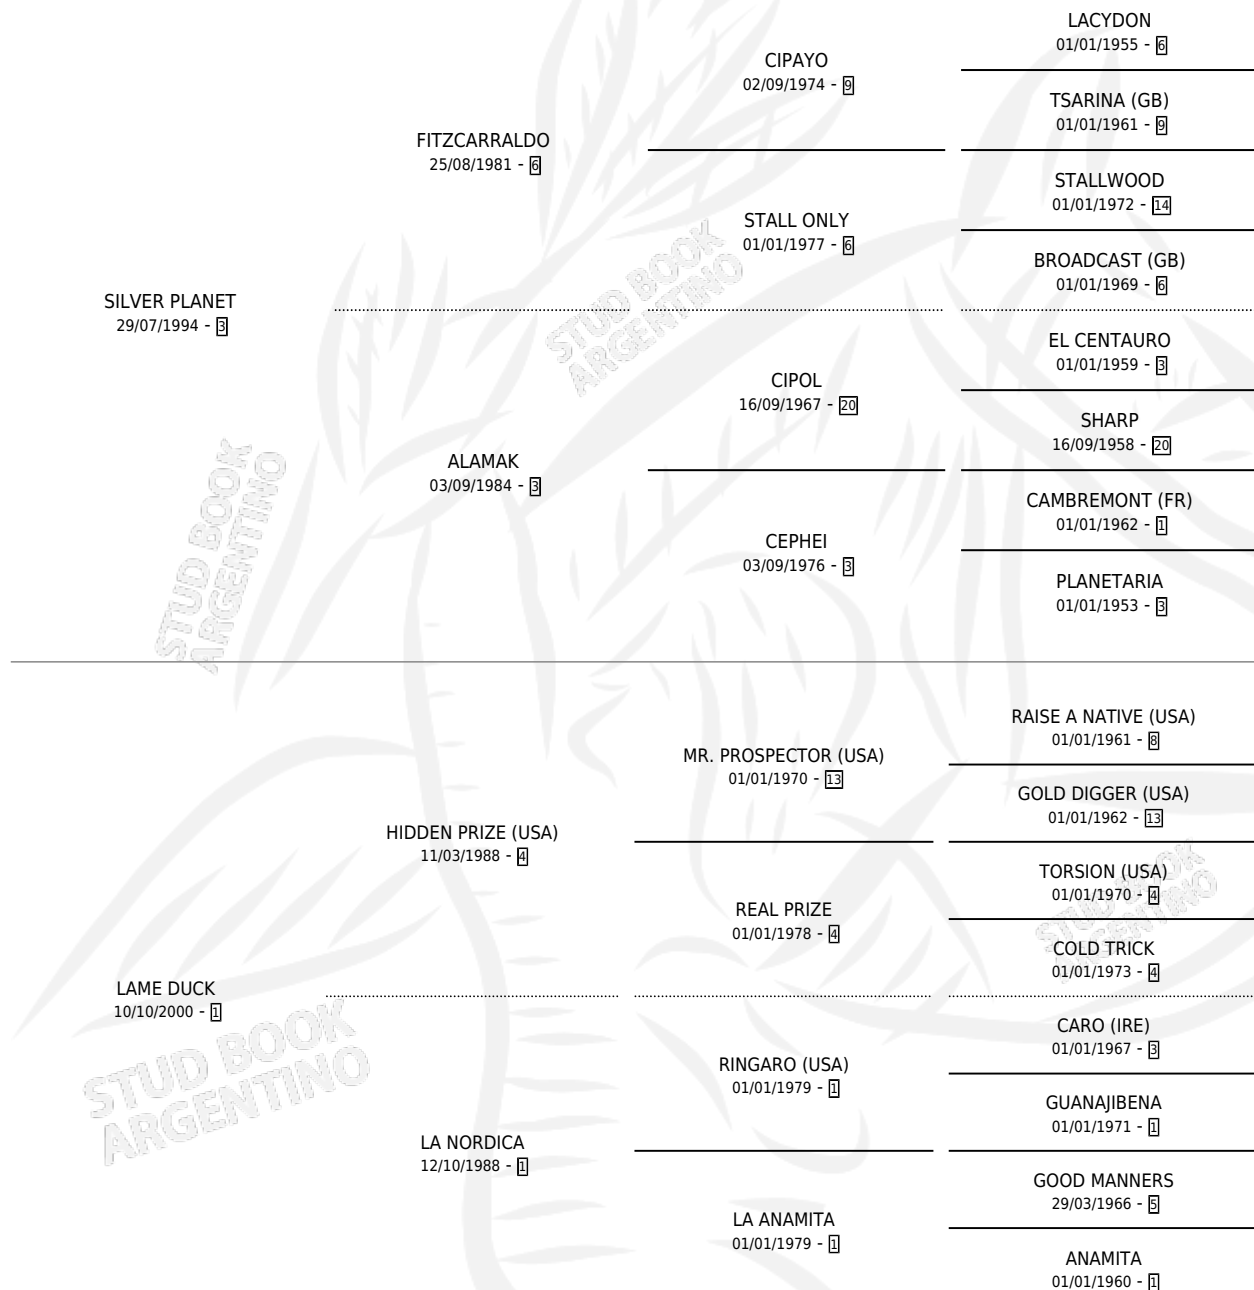 LACYDON
01/01/1955 - 6
CIPAYO
02/09/1974 - 9
TSARINA (GB)
01/01/1961 - 9
FITZCARRALDO
25/08/1981 - 6
STALLWOOD
01/01/1972 - 14
STALL ONLY
01/01/1977 - 6
BROADCAST (GB)
01/01/1969 - 6
SILVER PLANET
29/07/1994 - 3
STUD BOOK
ARGENTINO
EL CENTAURO
01/01/1959 - 3
CIPOL
16/09/1967 - 20
SHARP
16/09/1958 - 20
ALAMAK
03/09/1984 - 3
CAMBREMONT (FR)
01/01/1962 - 1
CEPHEI
03/09/1976 - 3
PLANETARIA
01/01/1953 - 3
STUD BOOK
ARGENTINO
RAISE A NATIVE (USA)
01/01/1961 - 8
MR. PROSPECTOR (USA)
01/01/1970 - 13
GOLD DIGGER (USA)
01/01/1962 - 13
HIDDEN PRIZE (USA)
11/03/1988 - 4
TORSION (USA)
01/01/1970 - 4
REAL PRIZE
01/01/1978 - 4
COLD TRICK
01/01/1973 - 4
STUD BOOK
ARGENTINO
LAME DUCK
10/10/2000 - 1
CARO (IRE)
01/01/1967 - 3
RINGARO (USA)
01/01/1979 - 1
GUANAJIBENA
01/01/1971 - 1
STUD BOOK
ARGENTINO
LA NORDICA
12/10/1988 - 1
GOOD MANNERS
29/03/1966 - 5
LA ANAMITA
01/01/1979 - 1
ANAMITA
01/01/1960 - 1